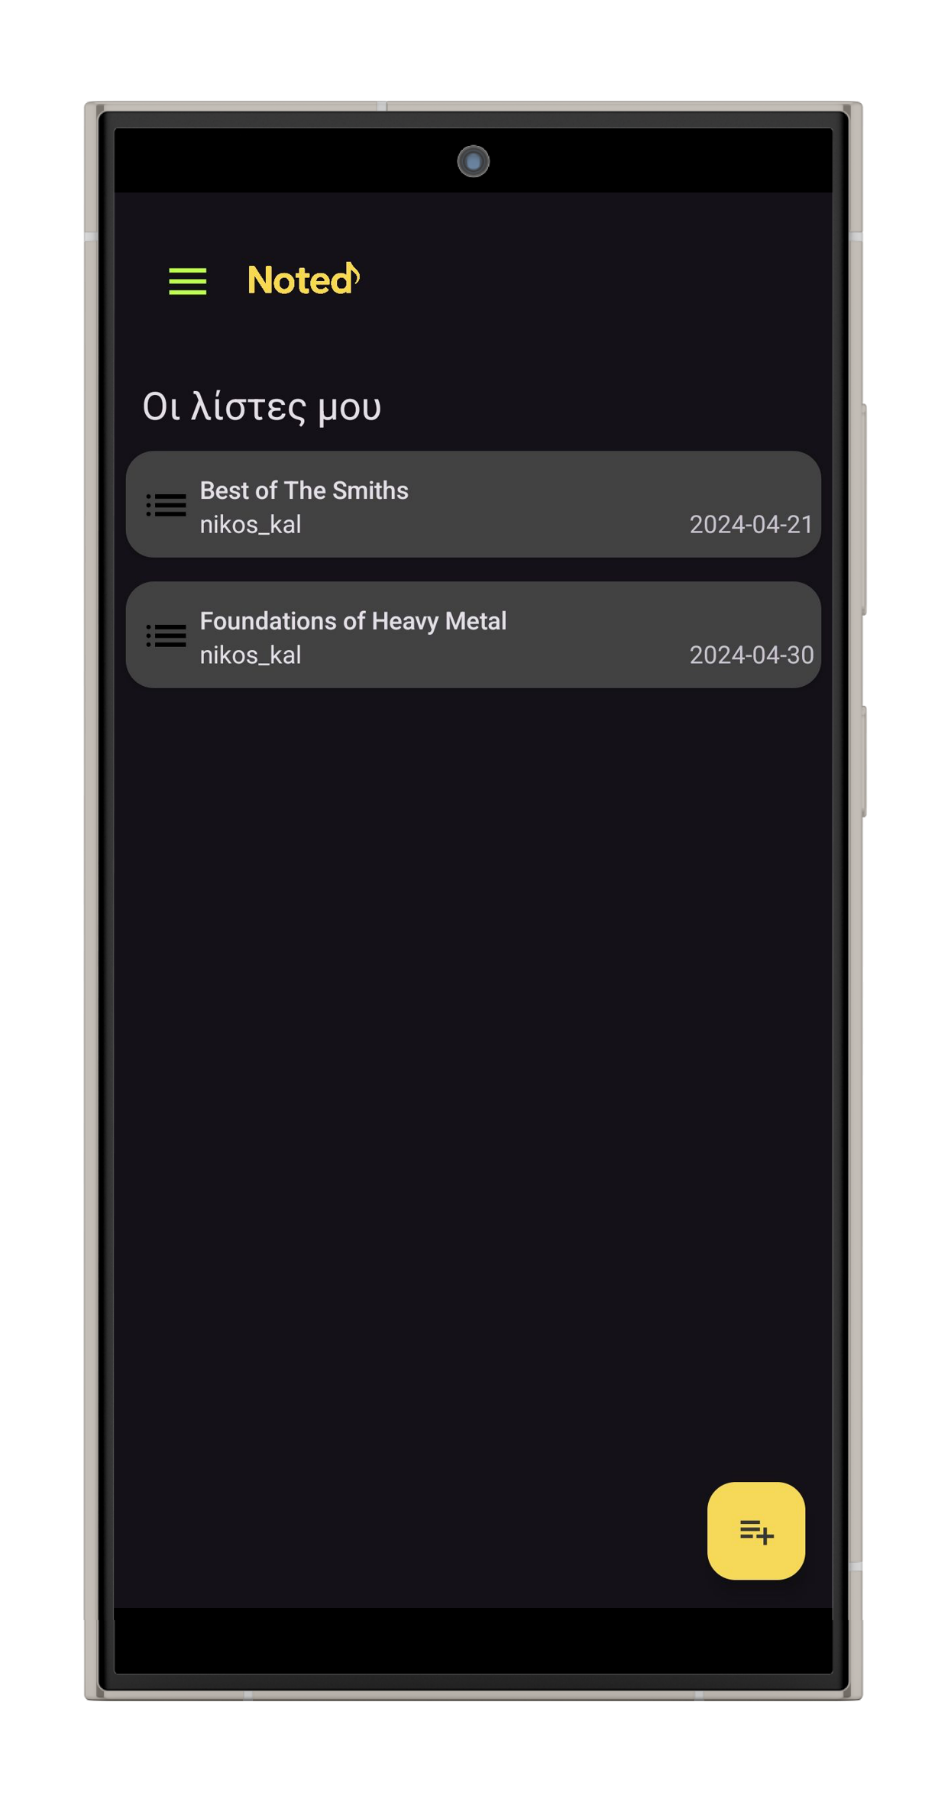 Noted
Οι λίστες μου
Best of The Smiths
nikos_kal
2024-04-21
Foundations of Heavy Metal
nikos_kal
2024-04-30